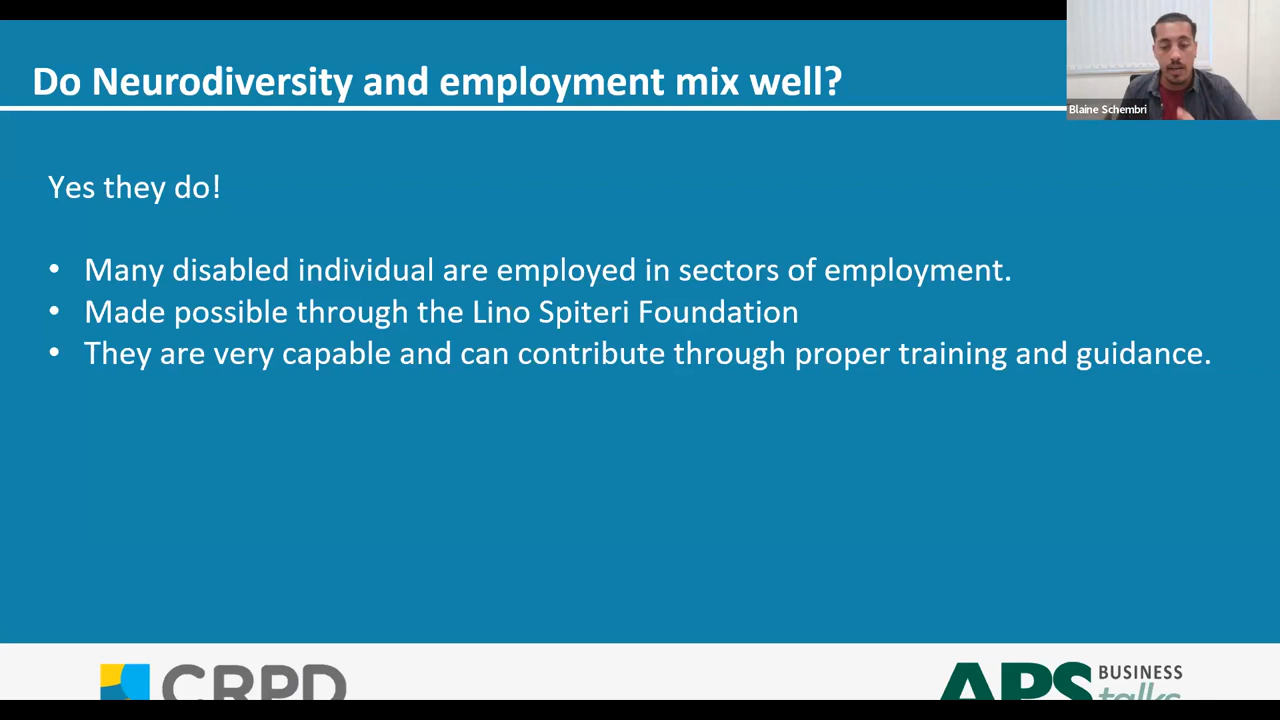 Do Neurodiversity and employment mix well?
Blaine Schembri
Yes they do!
• Many disabled individual are employed in sectors of employment.
• Made possible through the Lino Spiteri Foundation
• They are very capable and can contribute through proper training and guidance.
CRPD
APS BUSINESS
talks